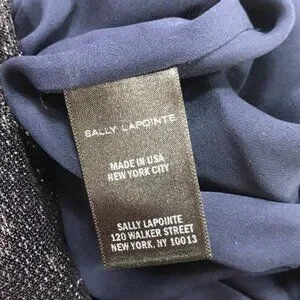 SALLY LAPOINTE
MADE IN USA
NEW YORK CITY
SALLY LAPOINTE
120 WALKER STREET
NEW YORK, NY 10013